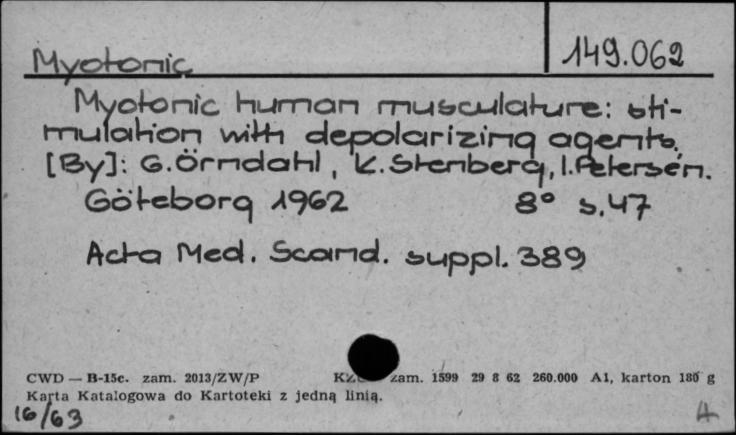 149.062
Myotonic
Myotonic human musculature: sti-
mulation with depolarizing agents.
[By]: G. Örndahl, K. Stenberg, I. Petersén.
Göteborg 1962 8° s. 47
Acta Med. Scand. suppl. 389
CWD — B-15c. zam. 2013/ZW/P zam. 1599 29 8 62 260.000 A1, karton 180 g
Karta Katalogowa do Kartoteki z jedną linią.
16/63